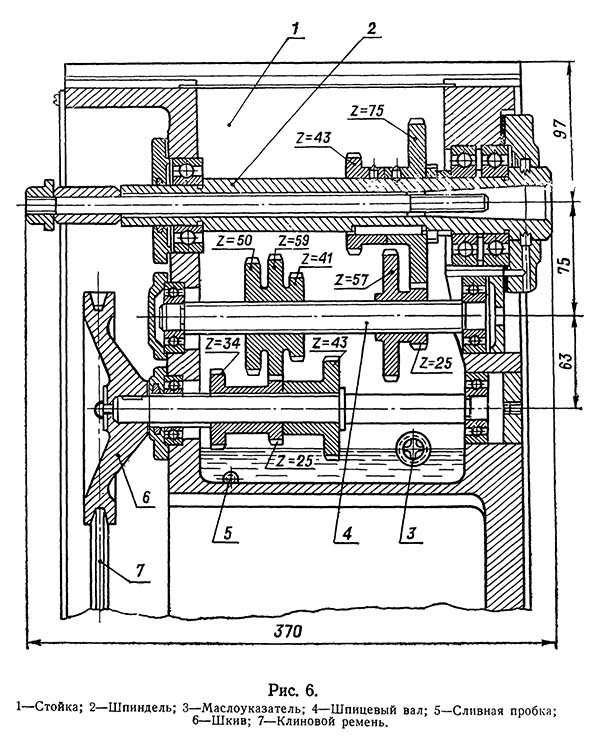 1
2
Z=75
Z=43
97
Z=50
Z=59
Z=41
Z=57
75
Z=34
Z=43
Z=25
63
Z=25
6
5
4
3
7
370
Рис. 6.
1—Стойка; 2—Шпиндель; 3—Маслоуказатель; 4—Шпицевый вал; 5—Сливная пробка;
6—Шкив; 7—Клиновой ремень.